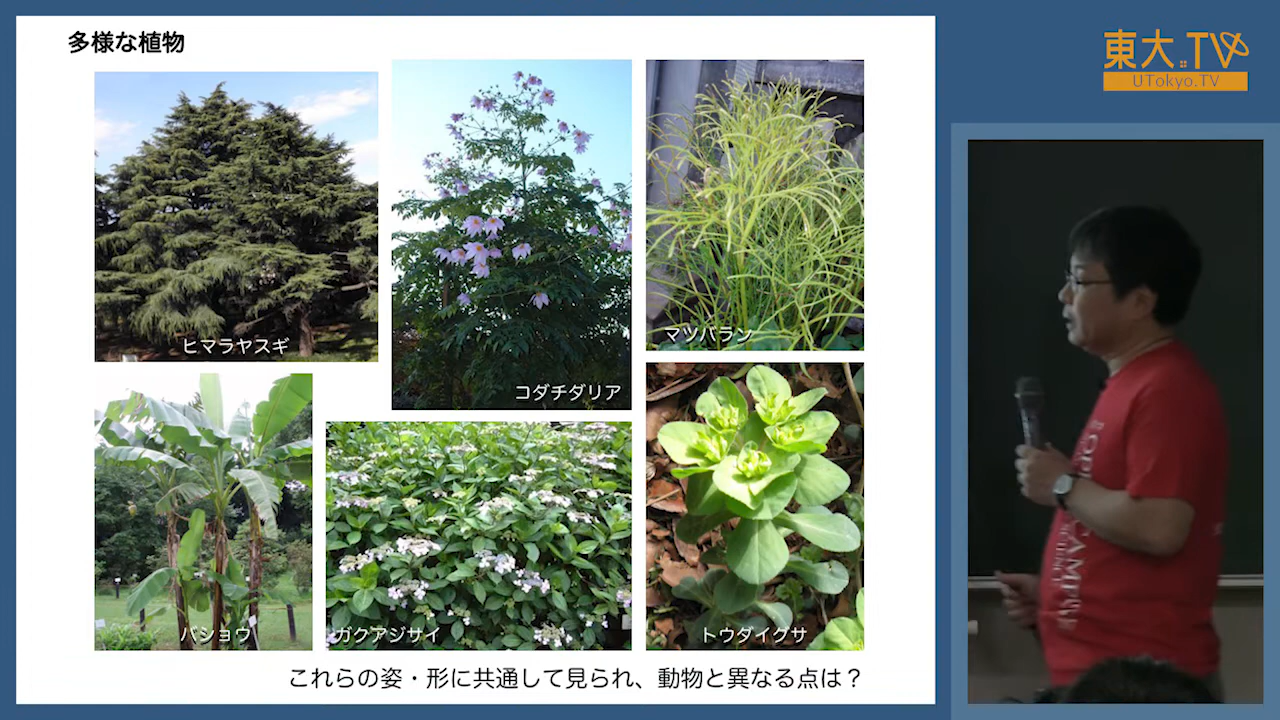 多様な植物
東大.TV
UTokyo.TV
ヒマラヤスギ
コダチダリア
マツバラン
バショウ
ガクアジサイ
トウダイグサ
これらの姿・形に共通して見られ、動物と異なる点は？